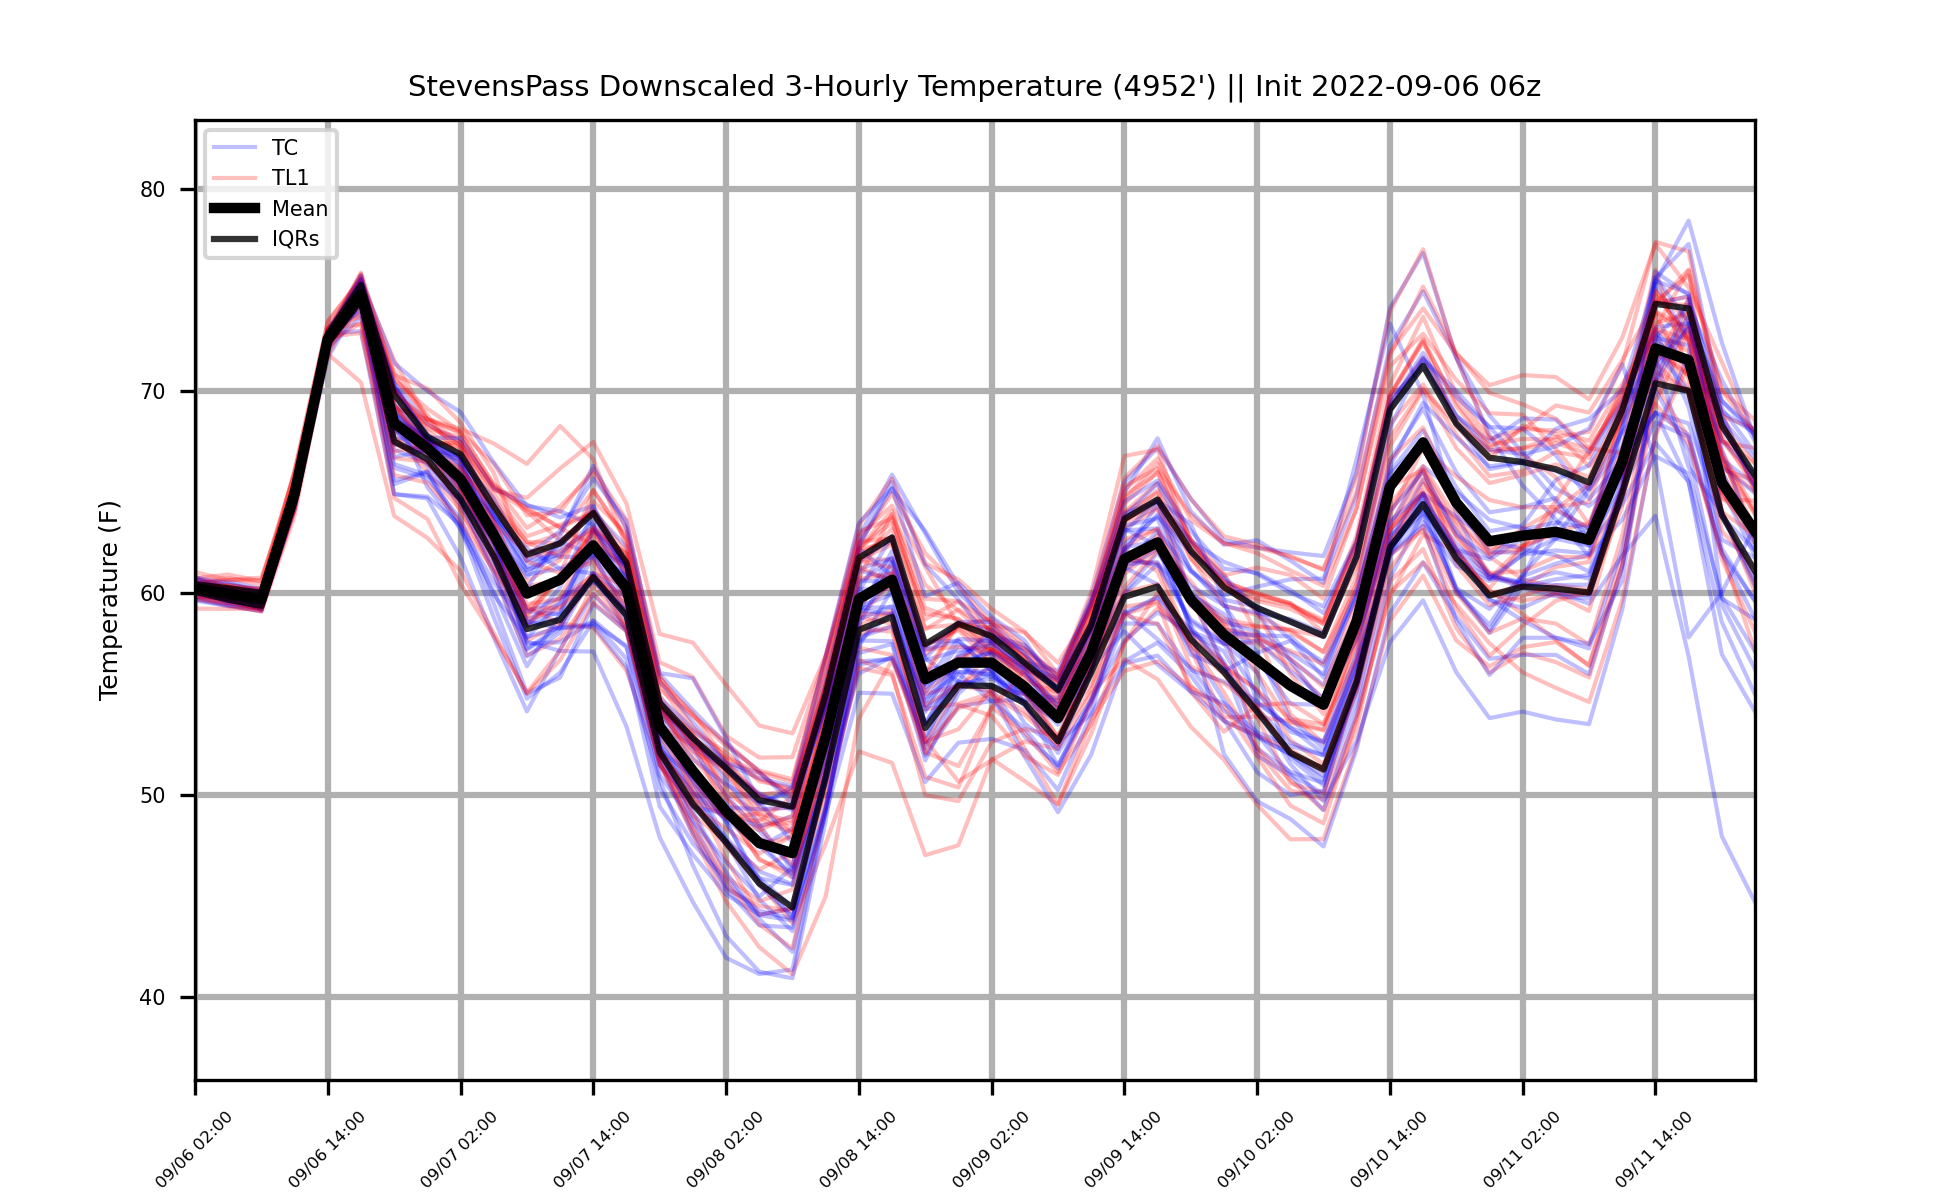 StevensPass Downscaled 3-Hourly Temperature (4952') || Init 2022-09-06 06z
TC
TL1
Mean
IQRs
Temperature (F)
80
70
60
50
40
09/06 02:00
09/06 14:00
09/07 02:00
09/07 14:00
09/08 02:00
09/08 14:00
09/09 02:00
09/09 14:00
09/10 02:00
09/10 14:00
09/11 02:00
09/11 14:00